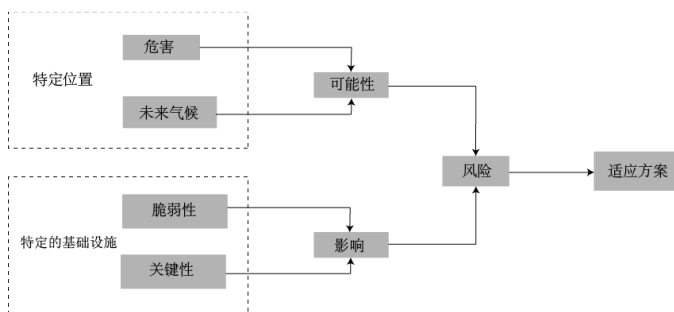 特定位置
危害
未来气候
可能性
特定的基础设施
脆弱性
关键性
影响
风险
适应方案